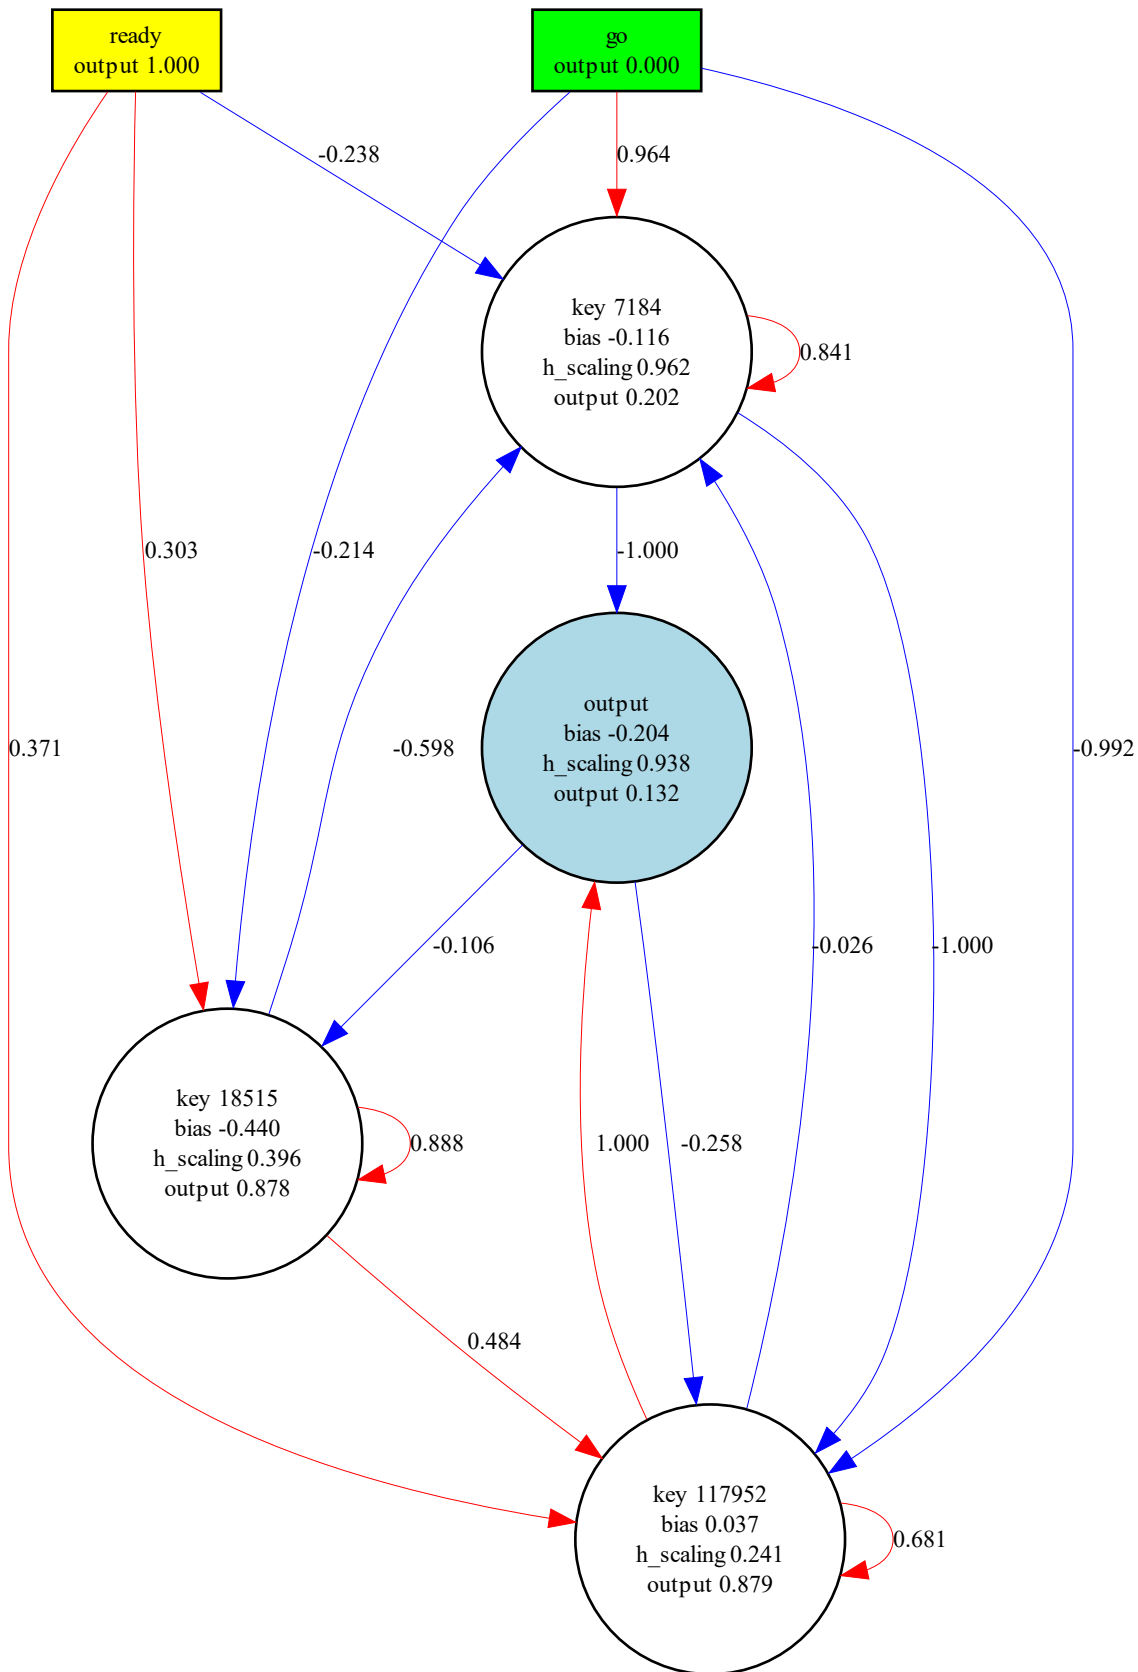 ready
output 1.000
go
output 0.000
-0.238
0.964
key 7184
bias -0.116
h_scaling 0.962
output 0.202
0.841
0.303
-0.214
-1.000
output
bias -0.204
h_scaling 0.938
output 0.132
0.371
-0.598
-0.992
-0.106
-0.026
-1.000
key 18515
bias -0.440
h_scaling 0.396
output 0.878
0.888
1.000
-0.258
0.484
key 117952
bias 0.037
h_scaling 0.241
output 0.879
0.681